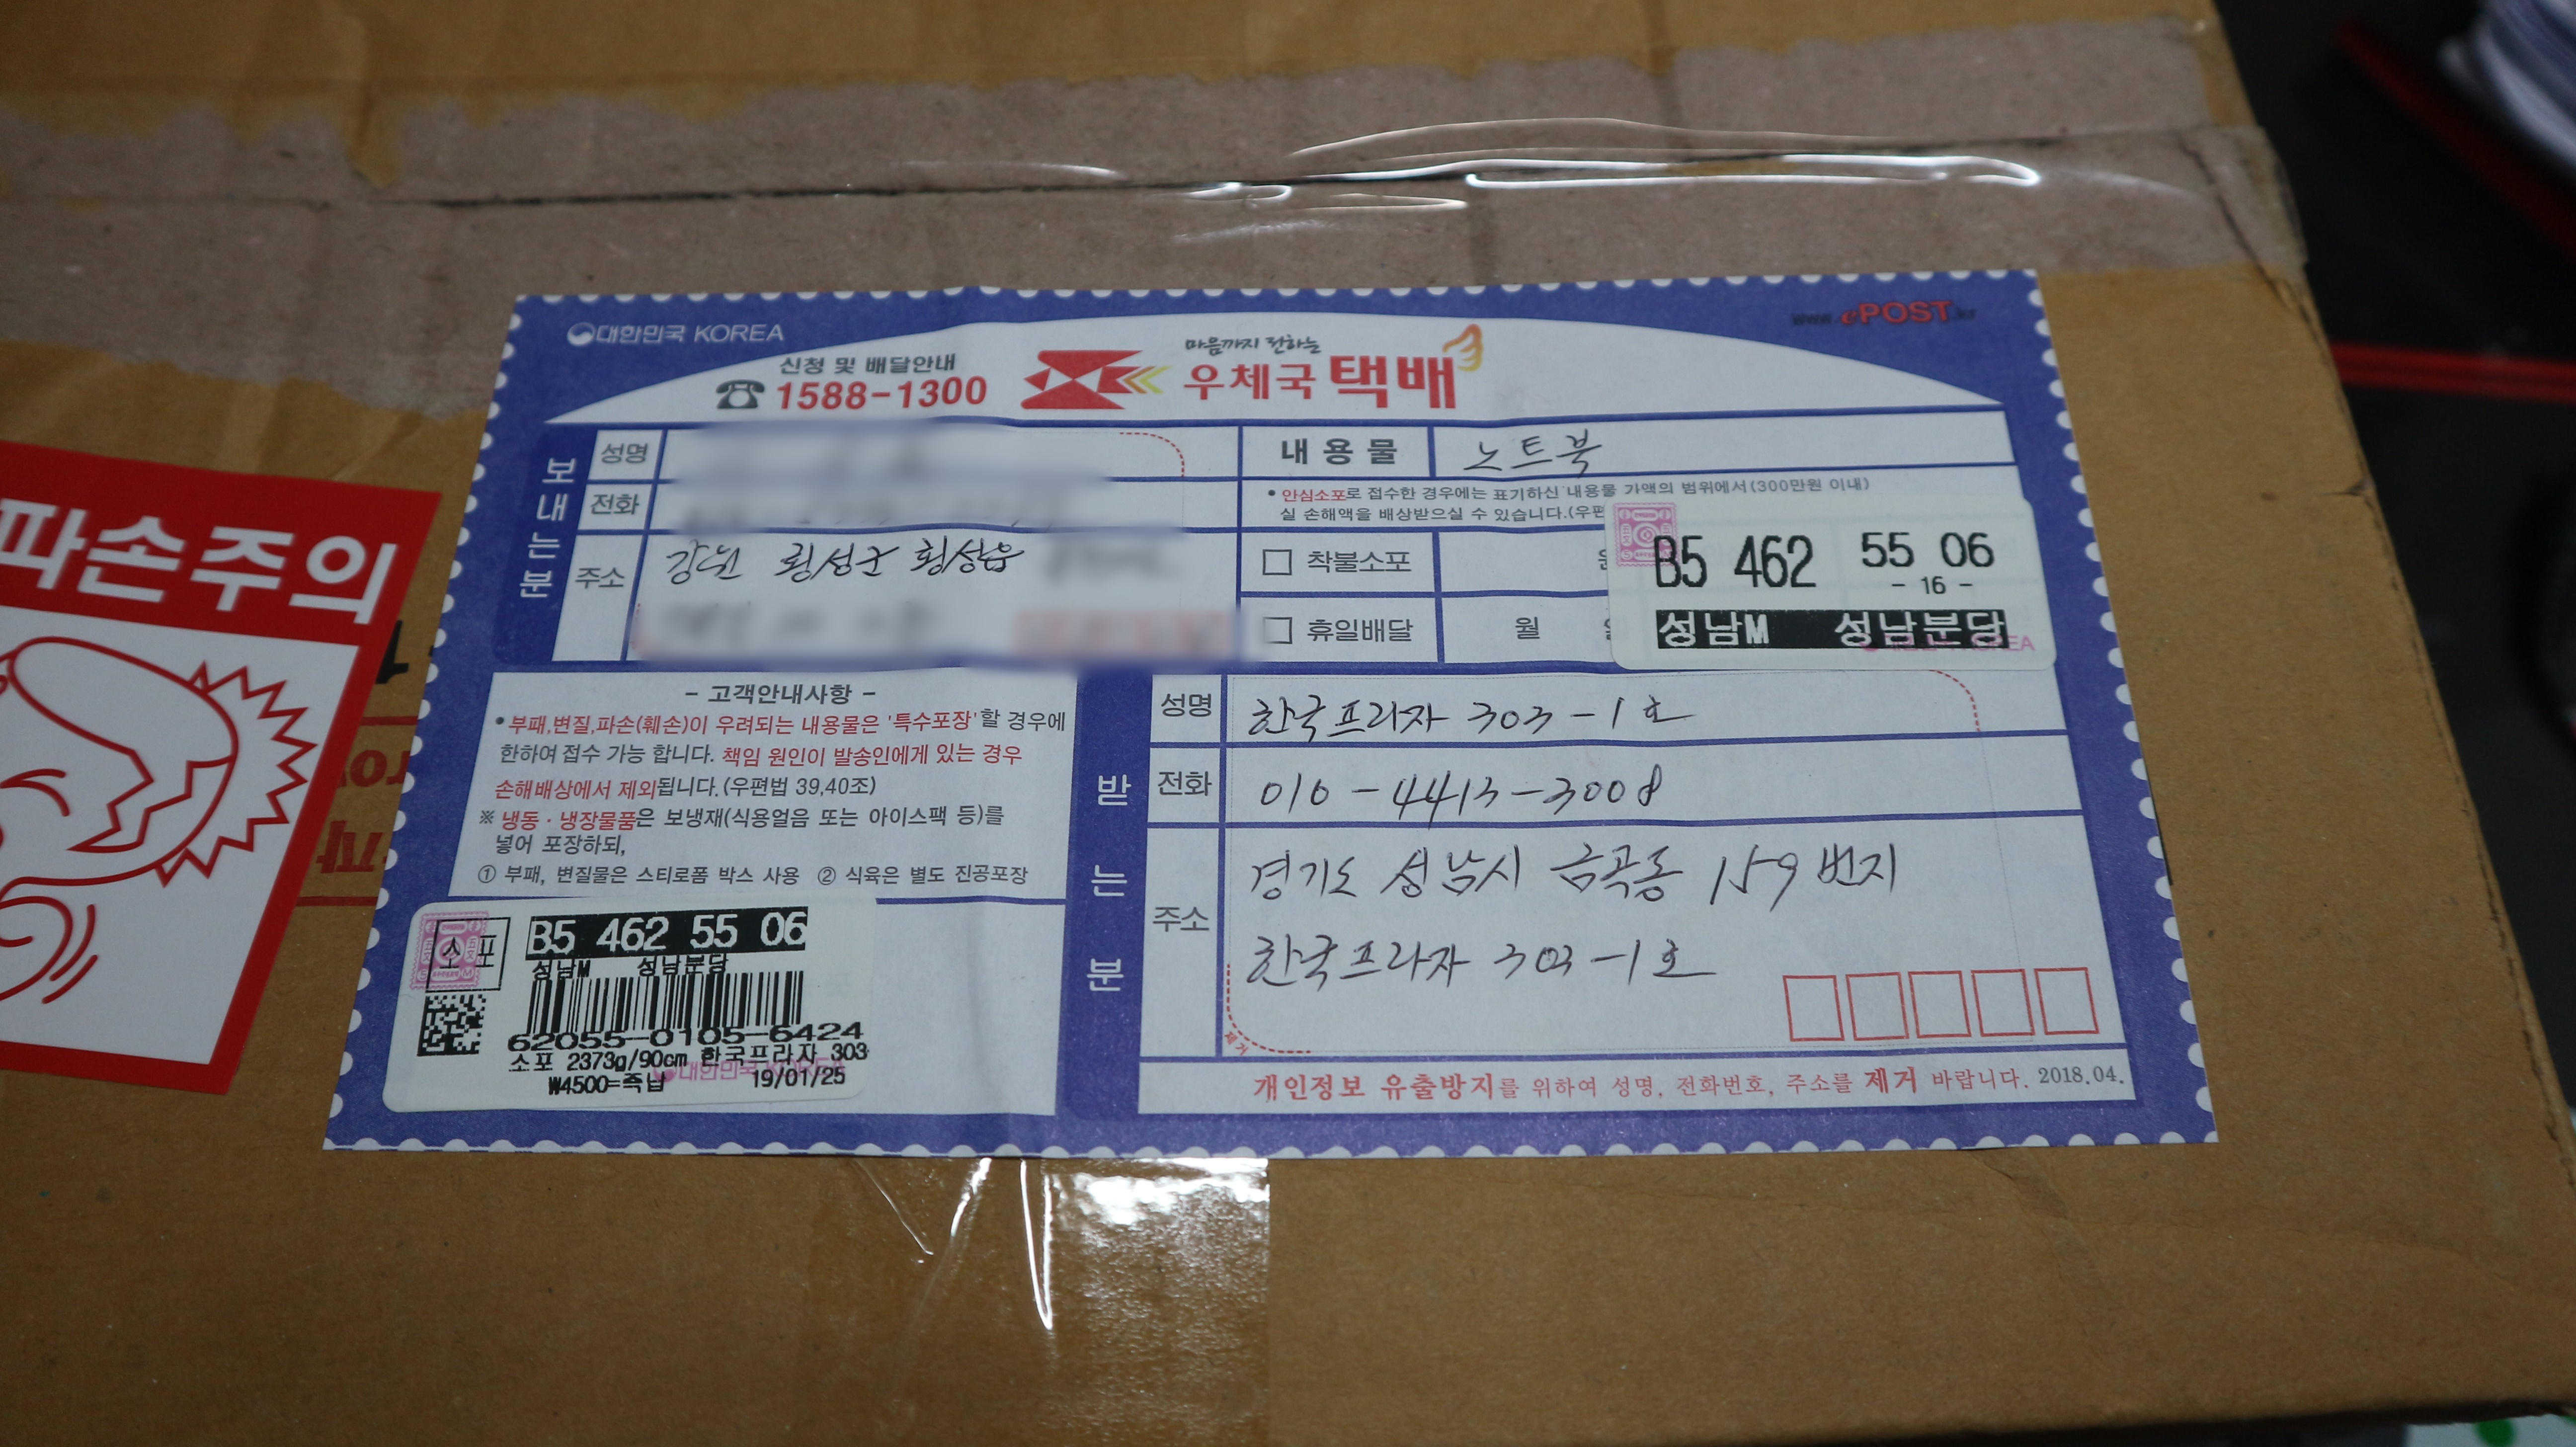 파손주의
대한민국 KOREA
신청 및 배달안내
1588-1300
마음까지 전하는
우체국 택배
www.ePOST.kr
보내는분
성명
전화
주소
강원 횡성군 횡성읍
내용물
노트북
• 안심소포로 접수한 경우에는 표기하신 내용물 가액의 범위에서(300만원 이내)
실 손해액을 배상받으실 수 있습니다.(우편
착불소포
휴일배달
월
B5 462 55 06
- 16 -
성남M 성남분당
- 고객안내사항 -
• 부패,변질,파손(훼손)이 우려되는 내용물은 '특수포장'할 경우에
한하여 접수 가능 합니다. 책임 원인이 발송인에게 있는 경우
손해배상에서 제외됩니다.(우편법 39,40조)
※ 냉동·냉장물품은 보냉재(식용얼음 또는 아이스팩 등)를
넣어 포장하되,
① 부패, 변질물은 스티로폼 박스 사용 ② 식육은 별도 진공포장
소포
B5 462 55 06
성남M 성남분당
62055-0105-6424
소포 2373g/90cm 한국프라자 303
₩4500=즉납 19/01/25
대한민국 KOREA
받는분
성명
한국프라자 303-1호
전화
010-4413-3008
주소
경기도 성남시 금곡동 159번지
한국프라자 303-1호
개인정보 유출방지를 위하여 성명, 전화번호, 주소를 제거 바랍니다. 2018.04.